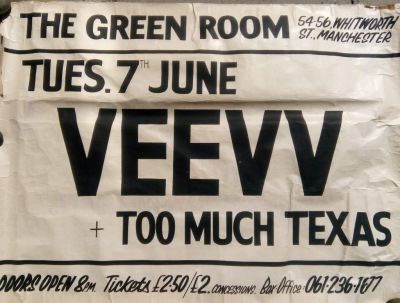 THE GREEN ROOM 54-56, WHITWORTH
ST., MANCHESTER
TUES. 7TH JUNE
VEEVV
+ TOO MUCH TEXAS
DOORS OPEN 8pm. Tickets £2·50/£2. CONCESSIONS. Box Office: 061-236-1677